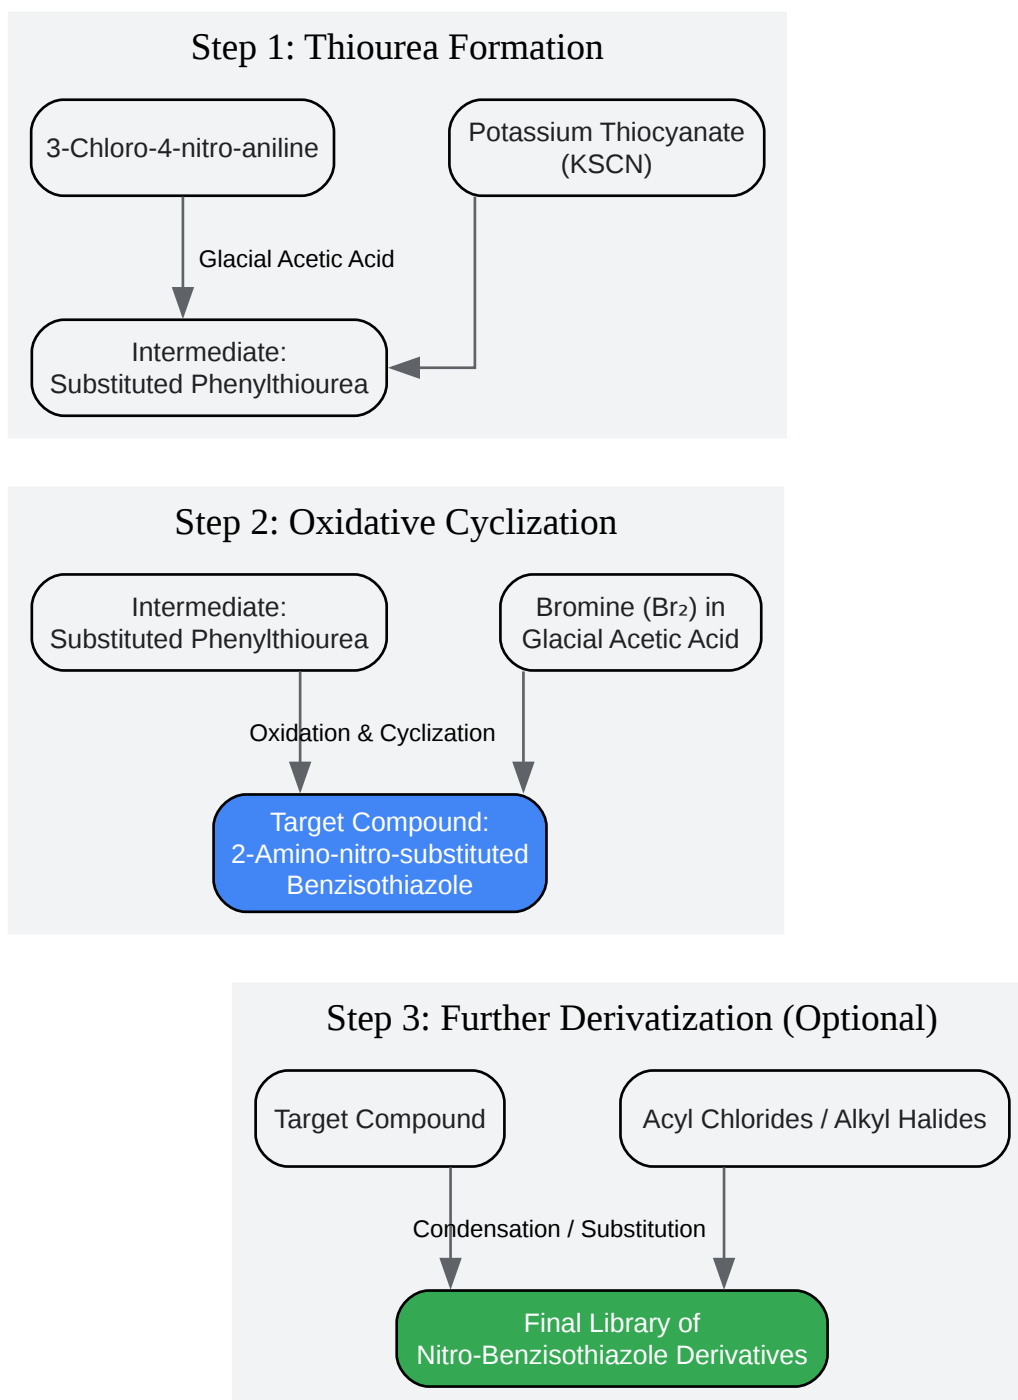 Step 1: Thiourea Formation
3-Chloro-4-nitro-aniline
Potassium Thiocyanate
(KSCN)
Glacial Acetic Acid
Intermediate:
Substituted Phenylthiourea
Step 2: Oxidative Cyclization
Intermediate:
Substituted Phenylthiourea
Bromine (Br₂) in
Glacial Acetic Acid
Oxidation & Cyclization
Target Compound:
2-Amino-nitro-substituted
Benzisothiazole
Step 3: Further Derivatization (Optional)
Target Compound
Acyl Chlorides / Alkyl Halides
Condensation / Substitution
Final Library of
Nitro-Benzisothiazole Derivatives